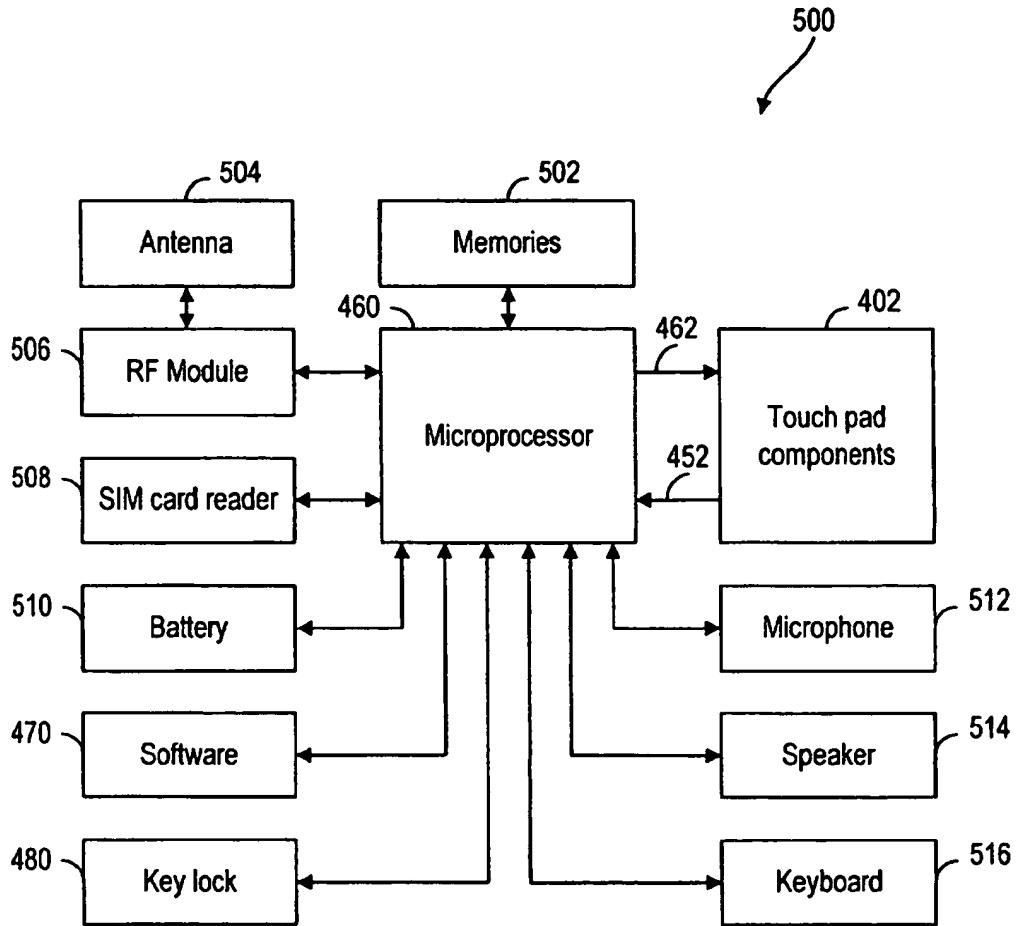 500
504
502
Antenna
Memories
460
462
402
506
RF Module
Microprocessor
Touch pad
components
452
508
SIM card reader
510
Battery
Microphone
512
470
Software
Speaker
514
480
Key lock
Keyboard
516